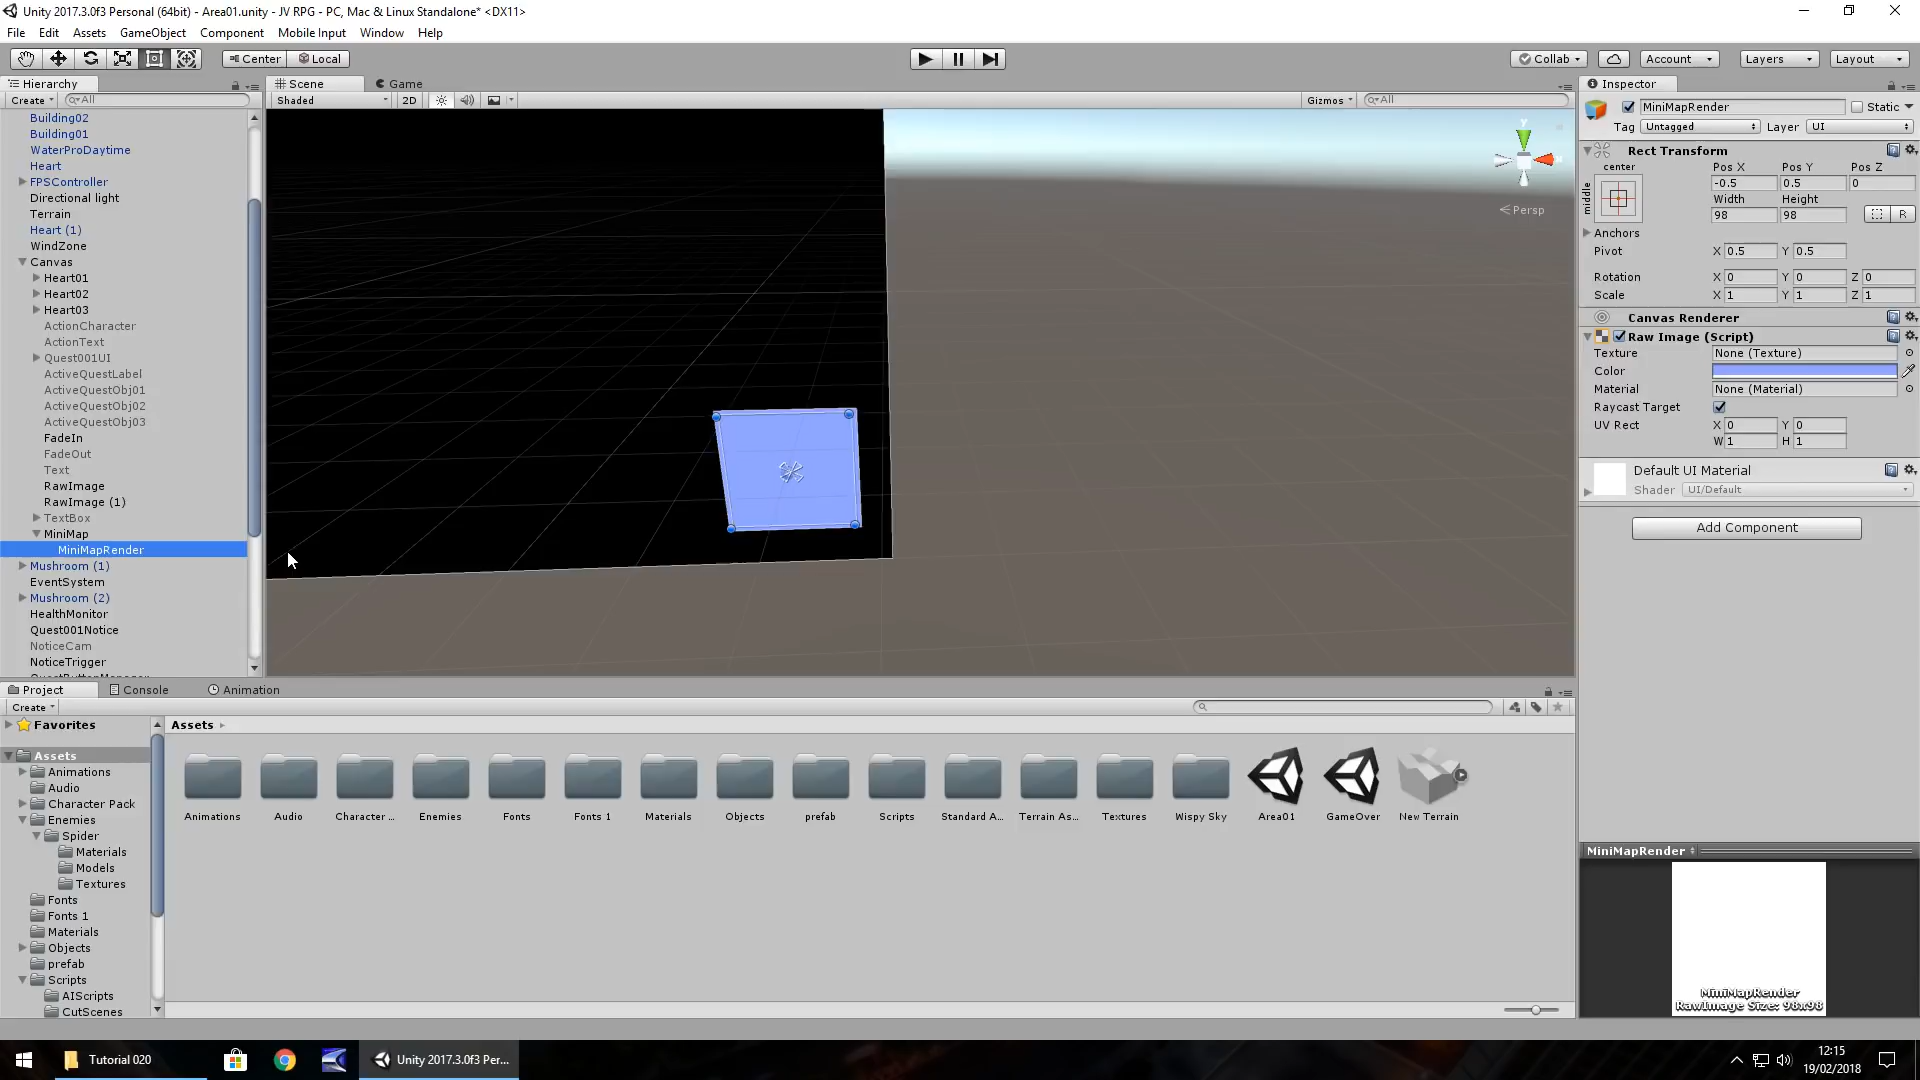 Unity 2017.3.0f3 Personal (64bit) - Area01.unity - JV RPG - PC, Mac & Linux Standalone* <DX11>
File Edit Assets GameObject Component Mobile Input Window Help
Center Local Collab Account Layers Layout
Hierarchy
Create All
Building02
Building01
WaterProDaytime
Heart
FPSController
Directional light
Terrain
Heart (1)
WindZone
Canvas
Heart01
Heart02
Heart03
ActionCharacter
ActionText
Quest001UI
ActiveQuestLabel
ActiveQuestObj01
ActiveQuestObj02
ActiveQuestObj03
FadeIn
FadeOut
Text
RawImage
RawImage (1)
TextBox
MiniMap
MiniMapRender
Mushroom (1)
EventSystem
Mushroom (2)
HealthMonitor
Quest001Notice
NoticeCam
NoticeTrigger
Scene Game
Shaded 2D Gizmos All
y
Persp
Inspector
MiniMapRender Static
Tag Untagged Layer UI
Rect Transform
center
middle
Pos X Pos Y Pos Z
-0.5 0.5 0
Width Height
98 98 R
Anchors
Pivot X 0.5 Y 0.5
Rotation X 0 Y 0 Z 0
Scale X 1 Y 1 Z 1
Canvas Renderer
Raw Image (Script)
Texture None (Texture)
Color
Material None (Material)
Raycast Target
UV Rect X 0 Y 0
W 1 H 1
Default UI Material
Shader UI/Default
Add Component
MiniMapRender
MiniMapRender
RawImage Size: 98x98
Project Console Animation
Create
Favorites
Assets
Animations
Audio
Character Pack
Enemies
Spider
Materials
Models
Textures
Fonts
Fonts 1
Materials
Objects
prefab
Scripts
AIScripts
CutScenes
Assets
Animations Audio Character ... Enemies Fonts Fonts 1 Materials Objects prefab Scripts Standard A... Terrain As... Textures Wispy Sky Area01 GameOver New Terrain
Tutorial 020
Unity 2017.3.0f3 Per...
12:15
19/02/2018